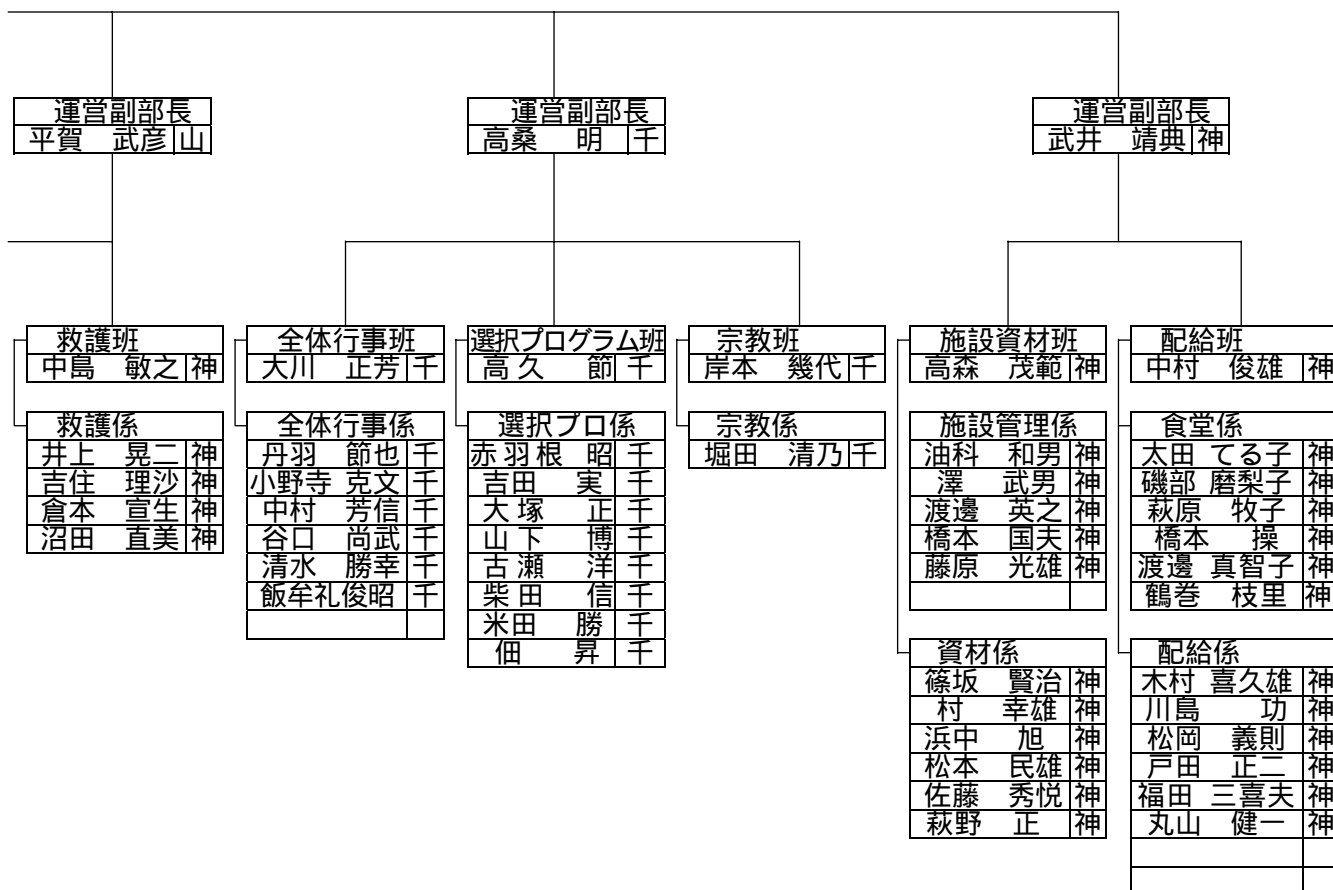 運営副部長
平賀 武彦 山
運営副部長
高桑 明 千
運営副部長
武井 靖典 神
救護班
中島 敏之 神
救護係
井上 晃二 神
吉住 理沙 神
倉本 宣生 神
沼田 直美 神
全体行事班
大川 正芳 千
全体行事係
丹羽 節也 千
小野寺 克文 千
中村 芳信 千
谷口 尚武 千
清水 勝幸 千
飯牟礼俊昭 千
選択プログラム班
高久 節 千
選択プロ係
赤羽根 昭 千
吉田 実 千
大塚 正 千
山下 博 千
古瀬 洋 千
柴田 信 千
米田 勝 千
佃 昇 千
宗教班
岸本 幾代 千
宗教係
堀田 清乃 千
施設資材班
高森 茂範 神
施設管理係
油科 和男 神
澤 武男 神
渡邊 英之 神
橋本 国夫 神
藤原 光雄 神
資材係
篠坂 賢治 神
村 幸雄 神
浜中 旭 神
松本 民雄 神
佐藤 秀悦 神
萩野 正 神
配給班
中村 俊雄 神
食堂係
太田 てる子 神
磯部 磨梨子 神
萩原 牧子 神
橋本 操 神
渡邊 真智子 神
鶴巻 枝里 神
配給係
木村 喜久雄 神
川島 功 神
松岡 義則 神
戸田 正二 神
福田 三喜夫 神
丸山 健一 神